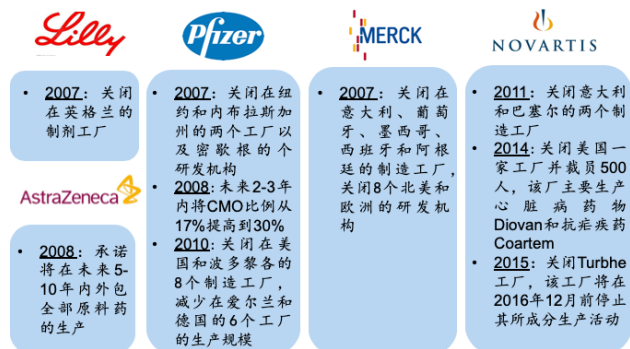 Lilly
• 2007：关闭
在英格兰的
制剂工厂
AstraZeneca
• 2008：承诺
将在未来5-
10年内外包
全部原料药
的生产
Pfizer
• 2007：关闭在纽
约和内布拉斯加
州的两个工厂以
及密歇根的个
研发机构
• 2008：未来2-3年
内将CMO比例从
17%提高到30%
• 2010：关闭在美
国和波多黎各的
8个制造工厂，
减少在爱尔兰和
德国的6个工厂
的生产规模
MERCK
• 2007：关闭在
意大利、葡萄
牙、墨西哥、
西班牙和阿根
廷的制造工厂，
关闭8个北美和
欧洲的研发机
构
NOVARTIS
• 2011：关闭意大利
和巴塞尔的两个制
造工厂
• 2014：关闭美国一
家工厂并裁员500
人，该厂主要生产
心脏病药物
Diovan和抗疟疾药
Coartem
• 2015：关闭Turbhe
工厂，该工厂将在
2016年12月前停止
其所成分生产活动